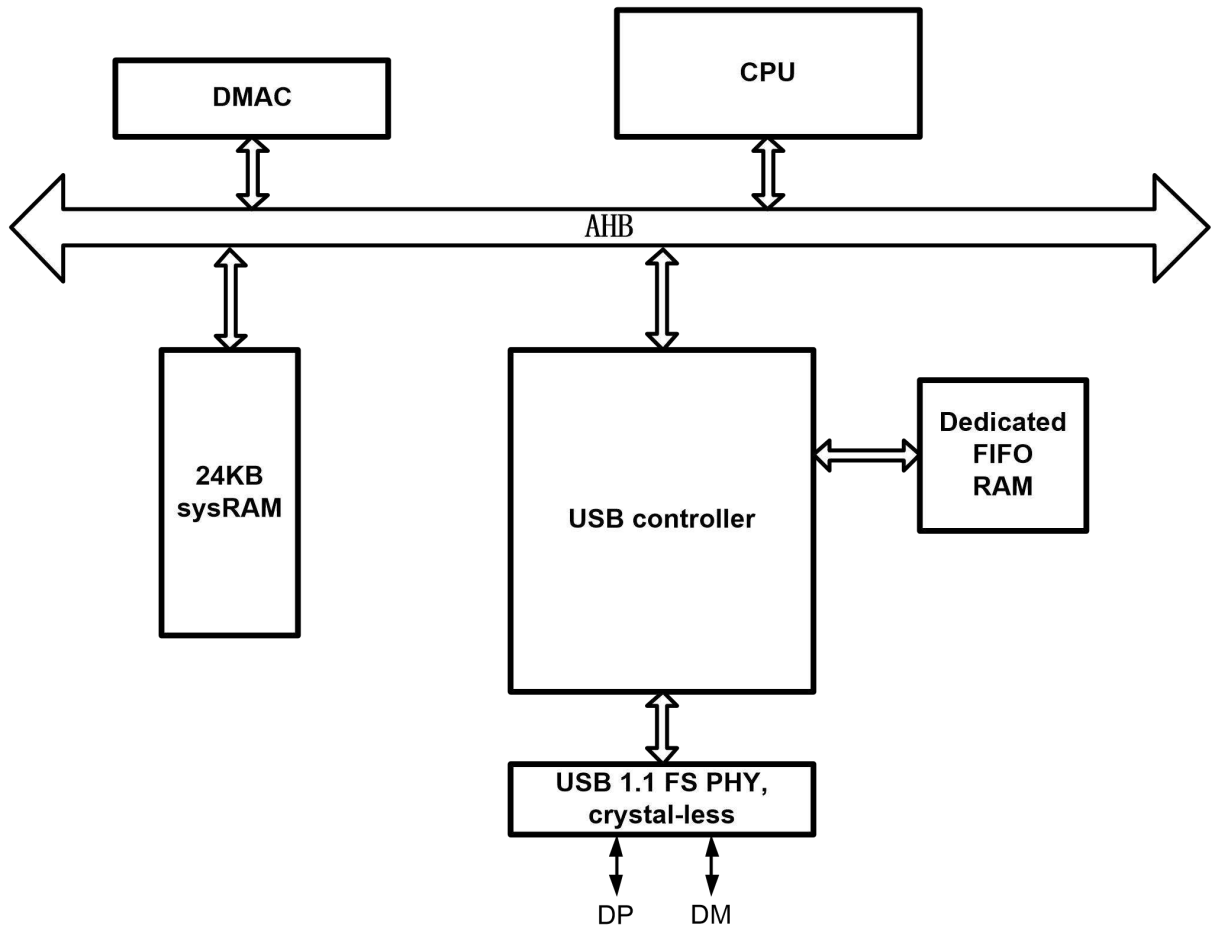 CPU
DMAC
AHB
Dedicated
FIFO
RAM
24KB
sysRAM
USB controller
USB 1.1 FS PHY,
crystal-less
DP
DM